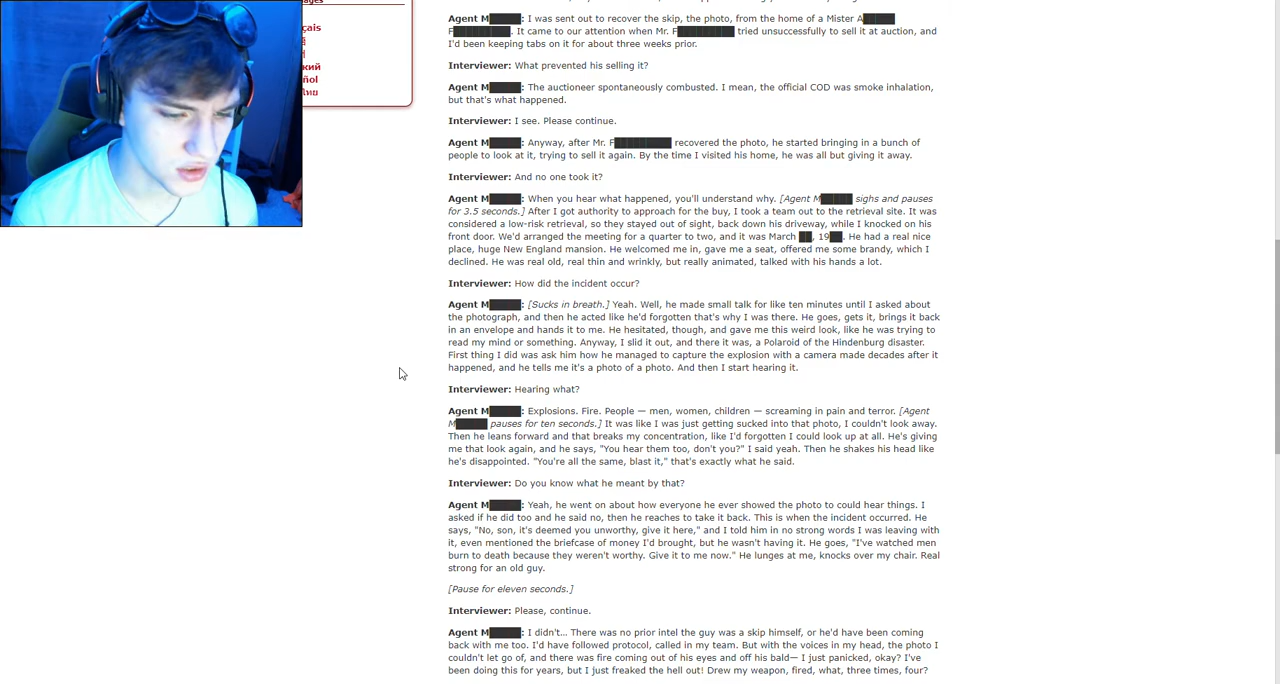 çais
кий
ñol
ไทย
Agent M█████: I was sent out to recover the skip, the photo, from the home of a Mister A█████
F█████████. It came to our attention when Mr. F█████████ tried unsuccessfully to sell it at auction, and
I'd been keeping tabs on it for about three weeks prior.
Interviewer: What prevented his selling it?
Agent M█████: The auctioneer spontaneously combusted. I mean, the official COD was smoke inhalation,
but that's what happened.
Interviewer: I see. Please continue.
Agent M█████: Anyway, after Mr. F█████████ recovered the photo, he started bringing in a bunch of
people to look at it, trying to sell it again. By the time I visited his home, he was all but giving it away.
Interviewer: And no one took it?
Agent M█████: When you hear what happened, you'll understand why. [Agent M█████ sighs and pauses
for 3.5 seconds.] After I got authority to approach for the buy, I took a team out to the retrieval site. It was
considered a low-risk retrieval, so they stayed out of sight, back down his driveway, while I knocked on his
front door. We'd arranged the meeting for a quarter to two, and it was March ██, 19██. He had a real nice
place, huge New England mansion. He welcomed me in, gave me a seat, offered me some brandy, which I
declined. He was real old, real thin and wrinkly, but really animated, talked with his hands a lot.
Interviewer: How did the incident occur?
Agent M█████: [Sucks in breath.] Yeah. Well, he made small talk for like ten minutes until I asked about
the photograph, and then he acted like he'd forgotten that's why I was there. He goes, gets it, brings it back
in an envelope and hands it to me. He hesitated, though, and gave me this weird look, like he was trying to
read my mind or something. Anyway, I slid it out, and there it was, a Polaroid of the Hindenburg disaster.
First thing I did was ask him how he managed to capture the explosion with a camera made decades after it
happened, and he tells me it's a photo of a photo. And then I start hearing it.
Interviewer: Hearing what?
Agent M█████: Explosions. Fire. People — men, women, children — screaming in pain and terror. [Agent
M█████ pauses for ten seconds.] It was like I was just getting sucked into that photo, I couldn't look away.
Then he leans forward and that breaks my concentration, like I'd forgotten I could look up at all. He's giving
me that look again, and he says, "You hear them too, don't you?" I said yeah. Then he shakes his head like
he's disappointed. "You're all the same, blast it," that's exactly what he said.
Interviewer: Do you know what he meant by that?
Agent M█████: Yeah, he went on about how everyone he ever showed the photo to could hear things. I
asked if he did too and he said no, then he reaches to take it back. This is when the incident occurred. He
says, "No, son, it's deemed you unworthy, give it here," and I told him in no strong words I was leaving with
it, even mentioned the briefcase of money I'd brought, but he wasn't having it. He goes, "I've watched men
burn to death because they weren't worthy. Give it to me now." He lunges at me, knocks over my chair. Real
strong for an old guy.
[Pause for eleven seconds.]
Interviewer: Please, continue.
Agent M█████: I didn't… There was no prior intel the guy was a skip himself, or he'd have been coming
back with me too. I'd have followed protocol, called in my team. But with the voices in my head, the photo I
couldn't let go of, and there was fire coming out of his eyes and off his bald— I just panicked, okay? I've
been doing this for years, but I just freaked the hell out! Drew my weapon, fired, what, three times, four?